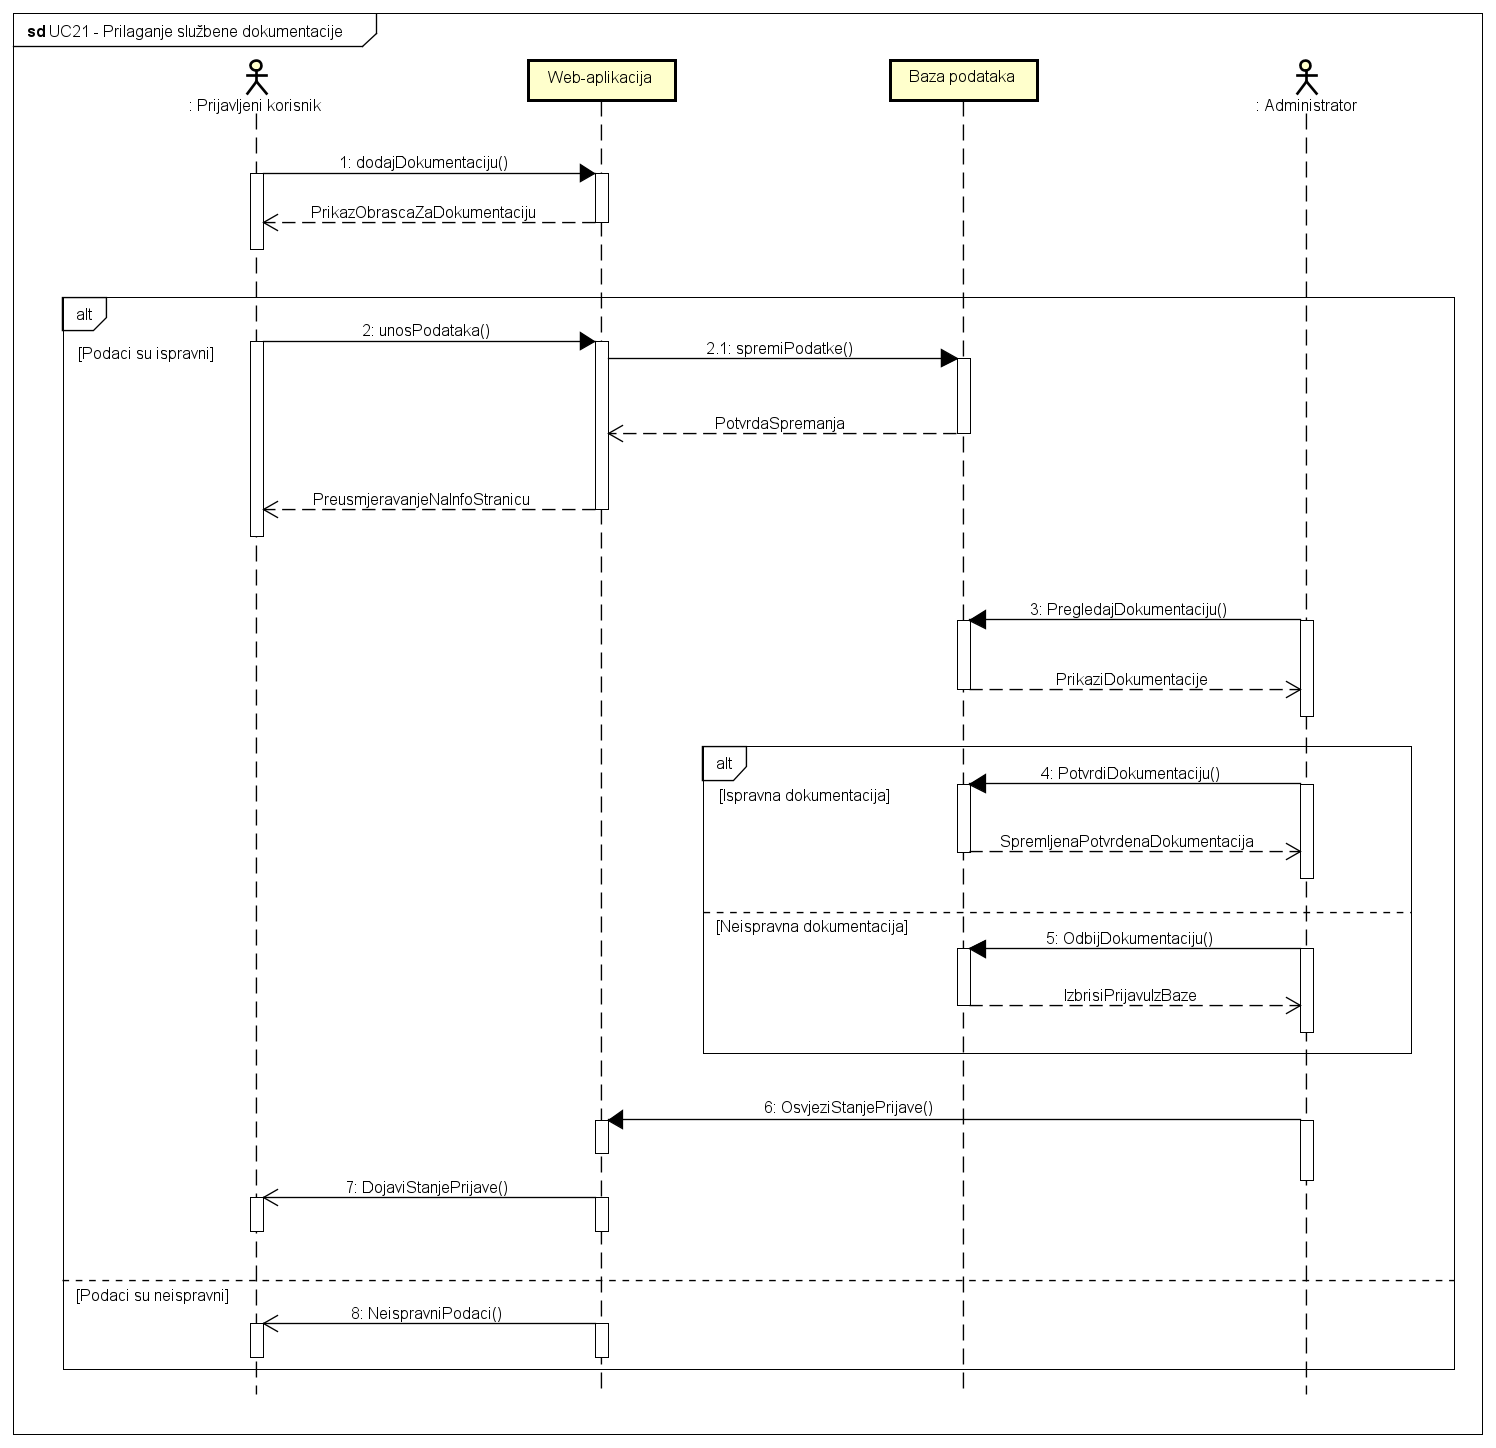 sd UC21 - Prilaganje službene dokumentacije
: Prijavljeni korisnik
Web-aplikacija
Baza podataka
: Administrator
1: dodajDokumentaciju()
PrikazObrascaZaDokumentaciju
alt
[Podaci su ispravni]
2: unosPodataka()
2.1: spremiPodatke()
PotvrdaSpremanja
PreusmjeravanjeNaInfoStranicu
3: PregledajDokumentaciju()
PrikaziDokumentacije
alt
[Ispravna dokumentacija]
4: PotvrdiDokumentaciju()
SpremljenaPotvrdenaDokumentacija
[Neispravna dokumentacija]
5: OdbijDokumentaciju()
IzbrisiPrijavuIzBaze
6: OsvjeziStanjePrijave()
7: DojaviStanjePrijave()
[Podaci su neispravni]
8: NeispravniPodaci()